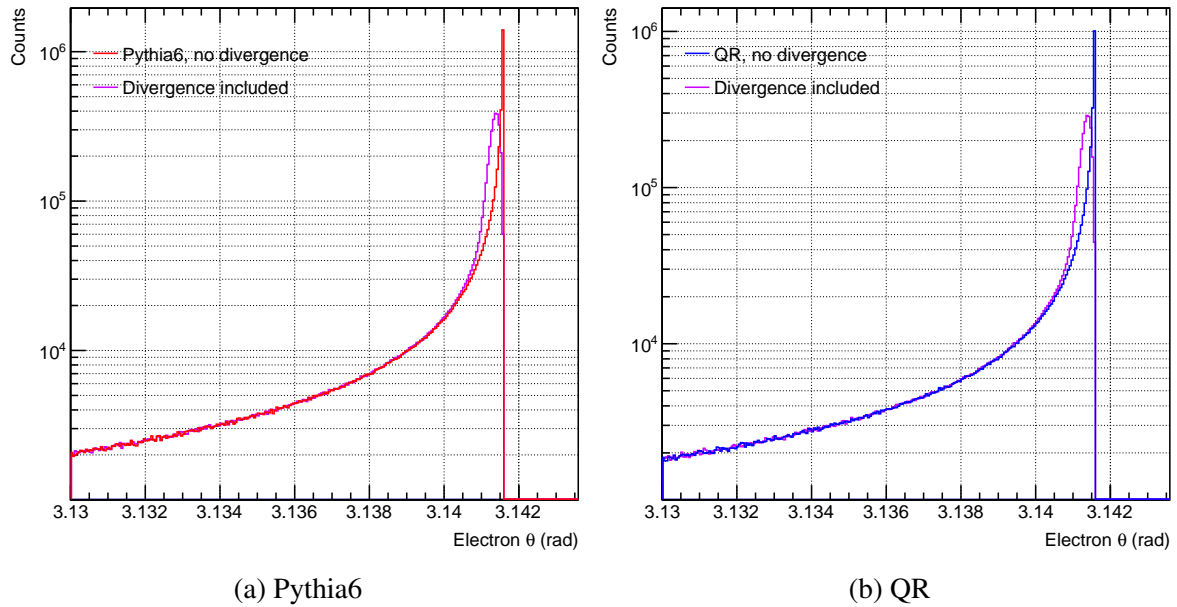 Counts
10^6
10^5
10^4
Pythia6, no divergence
Divergence included
3.13 3.132 3.134 3.136 3.138 3.14 3.142
Electron θ (rad)
(a) Pythia6
Counts
10^6
10^5
10^4
QR, no divergence
Divergence included
3.13 3.132 3.134 3.136 3.138 3.14 3.142
Electron θ (rad)
(b) QR